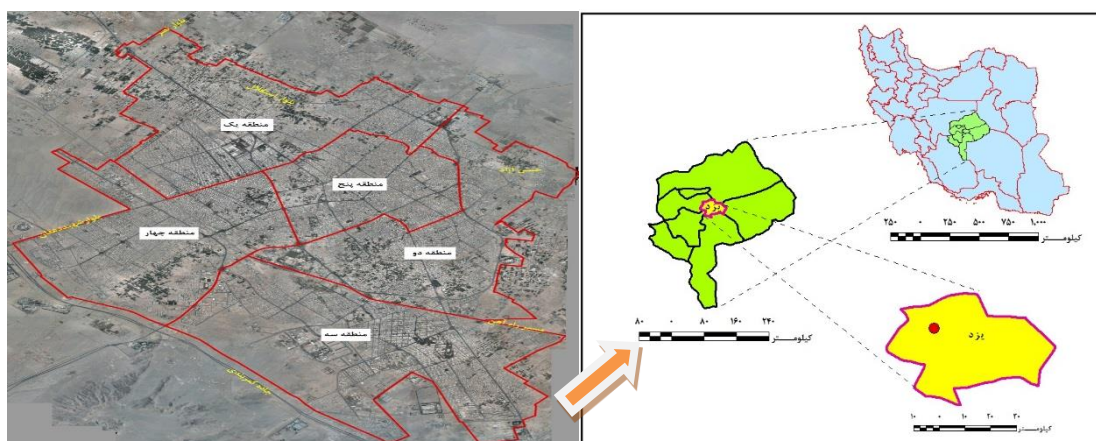 منطقه یک
منطقه پنج
منطقه چهار
منطقه دو
منطقه سه
یزد
۲۵۰ ۰ ۲۵۰ ۵۰۰ ۷۵۰ ۱,۰۰۰
کیلومتر
۸۰ ۰ ۸۰ ۱۶۰ ۲۴۰
کیلومتر
یزد
۱۰ ۰ ۱۰ ۲۰ ۳۰
کیلومتر